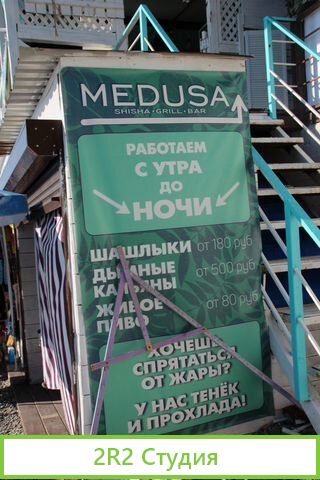 MEDUSA
SHISHA • GRILL • BAR
РАБОТАЕМ
С УТРА
ДО
НОЧИ
ШАШЛЫКИ от 180 руб
ДЫМНЫЕ
КАЛЬЯНЫ от 500 руб
ЖИВОЕ
ПИВО от 80 руб
ХОЧЕШЬ
СПРЯТАТЬСЯ
ОТ ЖАРЫ?
У НАС ТЕНЁК
И ПРОХЛАДА!
2R2 Студия